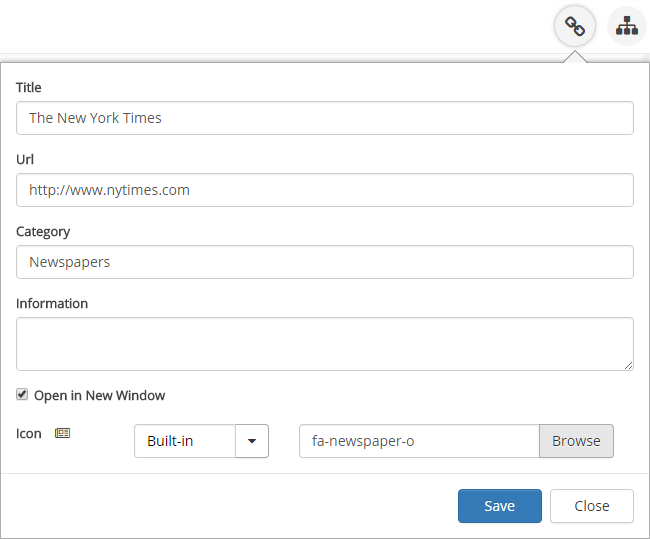 Title
The New York Times
Url
http://www.nytimes.com
Category
Newspapers
Information
Open in New Window
Icon Built-in fa-newspaper-o Browse
Save Close